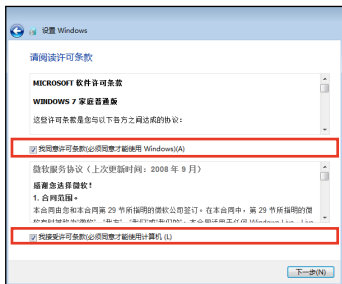 设置 Windows
请阅读许可条款
MICROSOFT 软件许可条款
WINDOWS 7 家庭普通版
这些许可条款是您与以下各方之间达成的协议:
我同意许可条款(必须同意才能使用 Windows)(A)
微软服务协议(上次更新时间: 2008 年 9 月)
感谢您选择微软!
1. 合同范围。
本合同由您和本合同第 29 节所指明的微软公司签订。在本合同中, 第 29 节所指明的微
我接受许可条款(必须同意才能使用计算机 (L)
下一步(N)